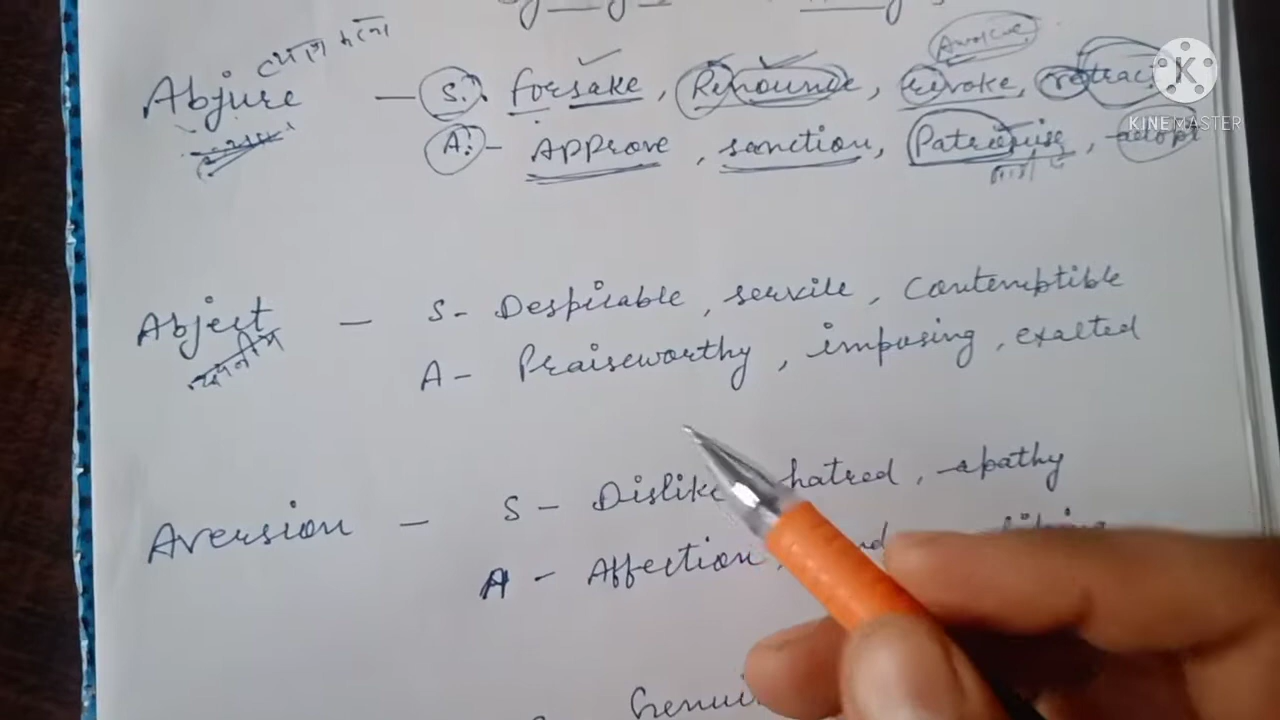 Abjure त्याग करना — S: forsake, Renounce, revoke, retract
A:- Approve, sanction, Patronise, adopt
Abject — S- Despicable, servile, contemptible
A- Praiseworthy, imposing, exalted
Aversion — S - Dislike hatred, apathy
A - Affection,
K
KINEMASTER